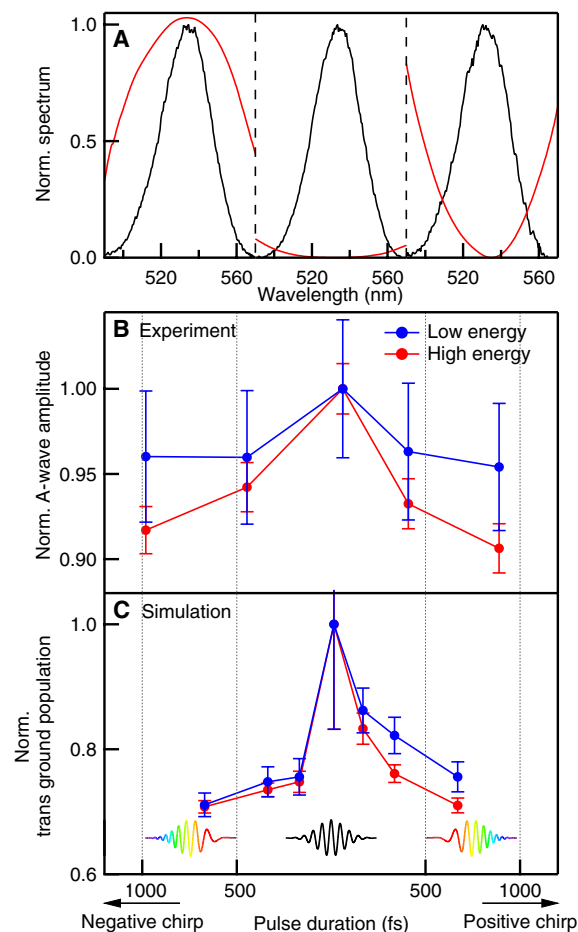 A
Norm. spectrum
1.0
0.5
0.0
520 560 520 560 520 560
Wavelength (nm)
B Experiment
Low energy
High energy
Norm. A-wave amplitude
1.00
0.95
0.90
C Simulation
Norm.
trans ground population
1.0
0.8
0.6
1000 500 500 1000
Negative chirp Pulse duration (fs) Positive chirp